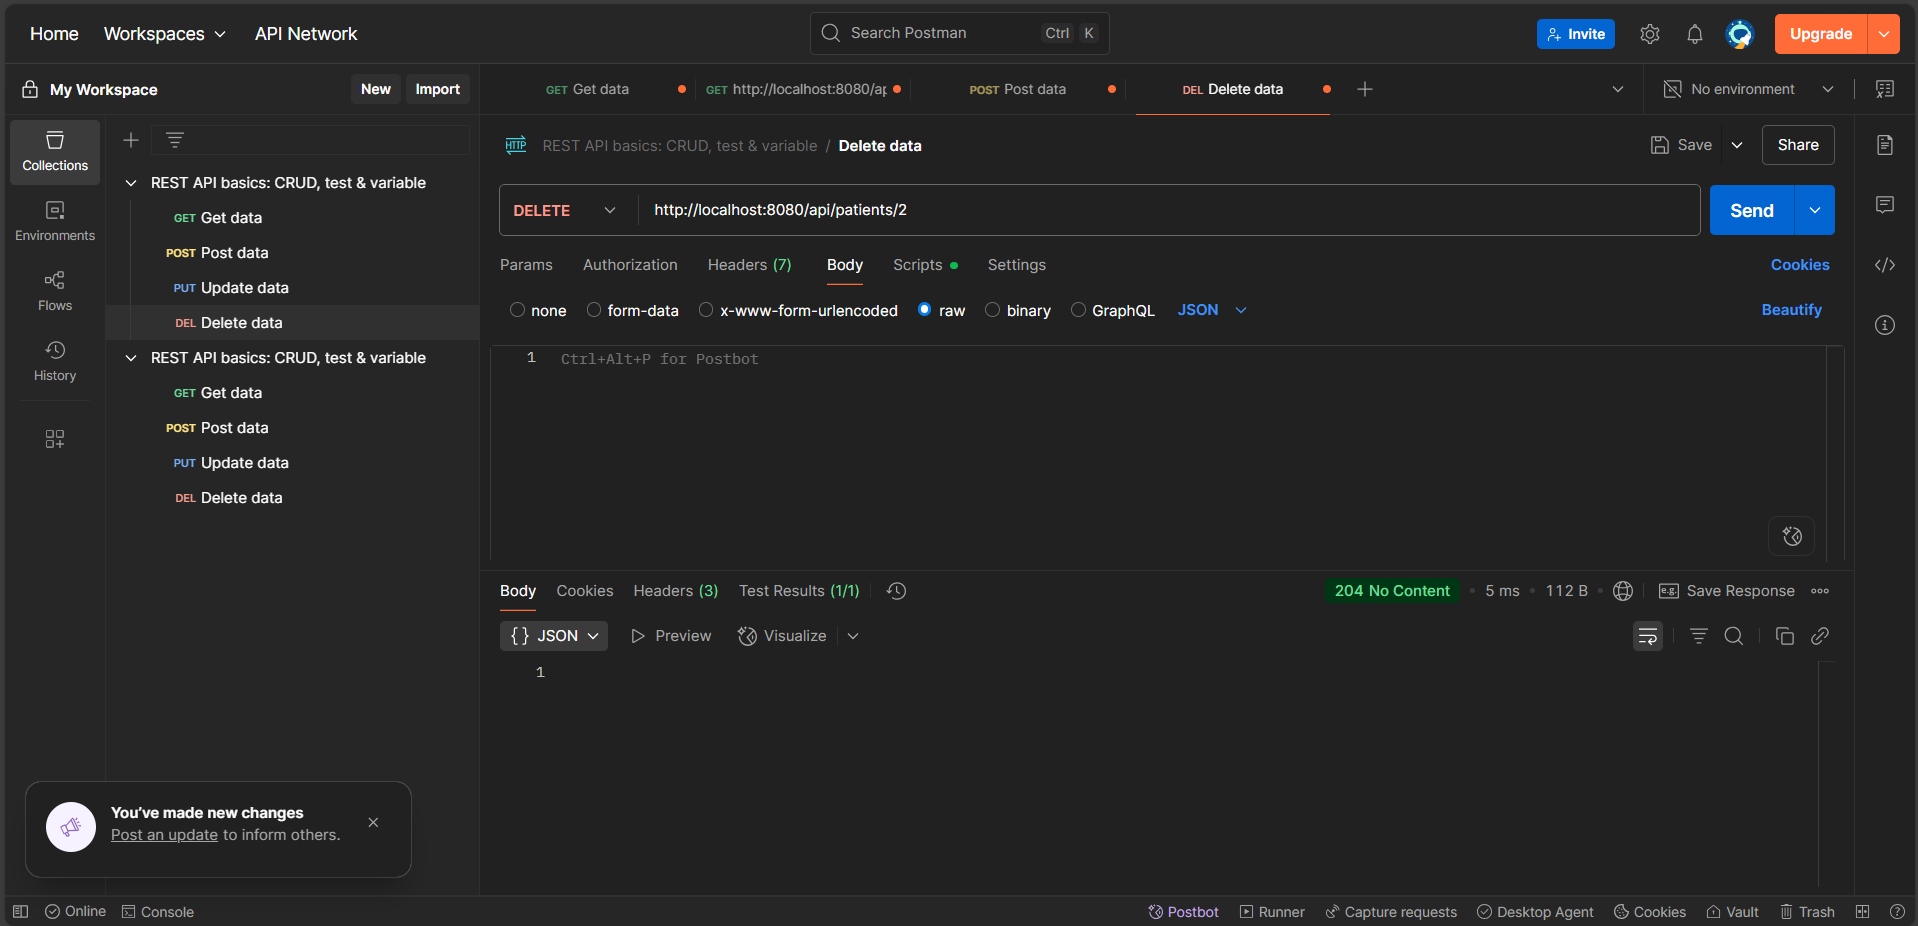 Home Workspaces API Network Search Postman Ctrl K Invite Upgrade
My Workspace New Import GET Get data GET http://localhost:8080/ap POST Post data DEL Delete data No environment
Collections
Environments
Flows
History
REST API basics: CRUD, test & variable
GET Get data
POST Post data
PUT Update data
DEL Delete data
REST API basics: CRUD, test & variable
GET Get data
POST Post data
PUT Update data
DEL Delete data
HTTP REST API basics: CRUD, test & variable / Delete data Save Share
DELETE http://localhost:8080/api/patients/2 Send
Params Authorization Headers (7) Body Scripts Settings Cookies
none form-data x-www-form-urlencoded raw binary GraphQL JSON Beautify
1 Ctrl+Alt+P for Postbot
Body Cookies Headers (3) Test Results (1/1) 204 No Content • 5 ms • 112 B • e.g. Save Response
{} JSON Preview Visualize
1
You've made new changes
Post an update to inform others.
Online Console Postbot Runner Capture requests Desktop Agent Cookies Vault Trash